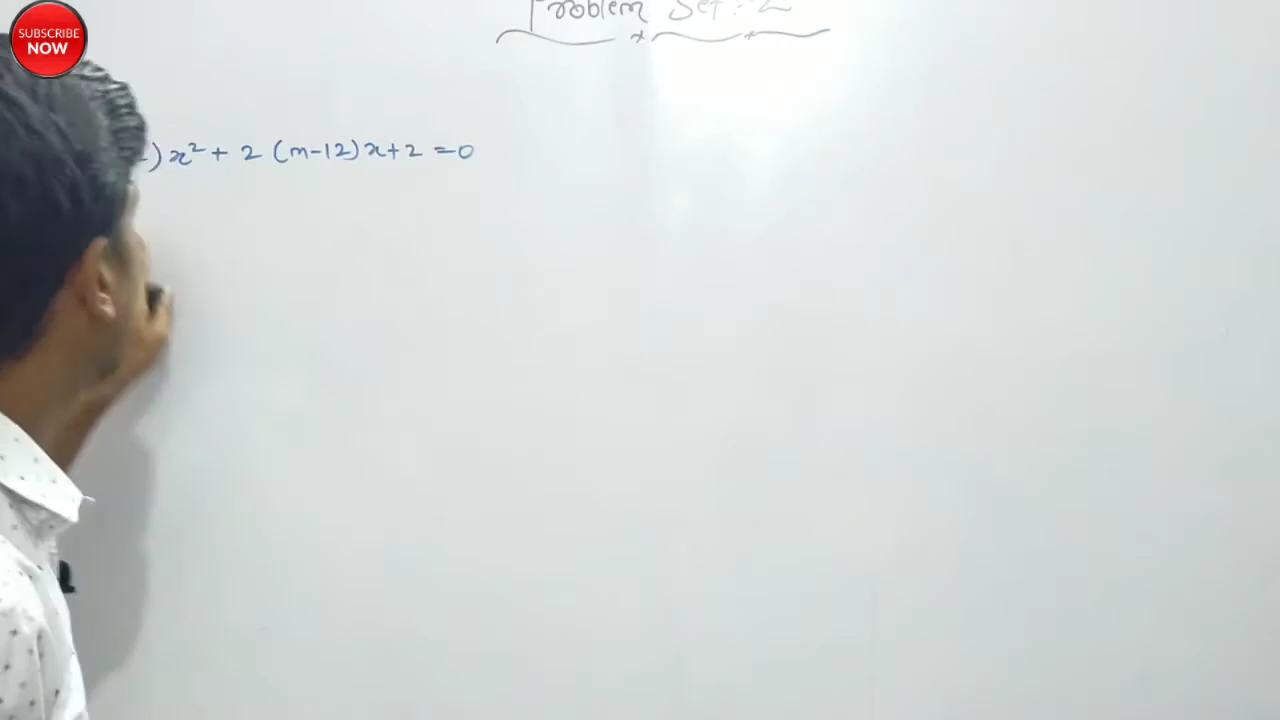 SUBSCRIBE
NOW
Problem Set:-2
) x² + 2 (m-12) x + 2 = 0